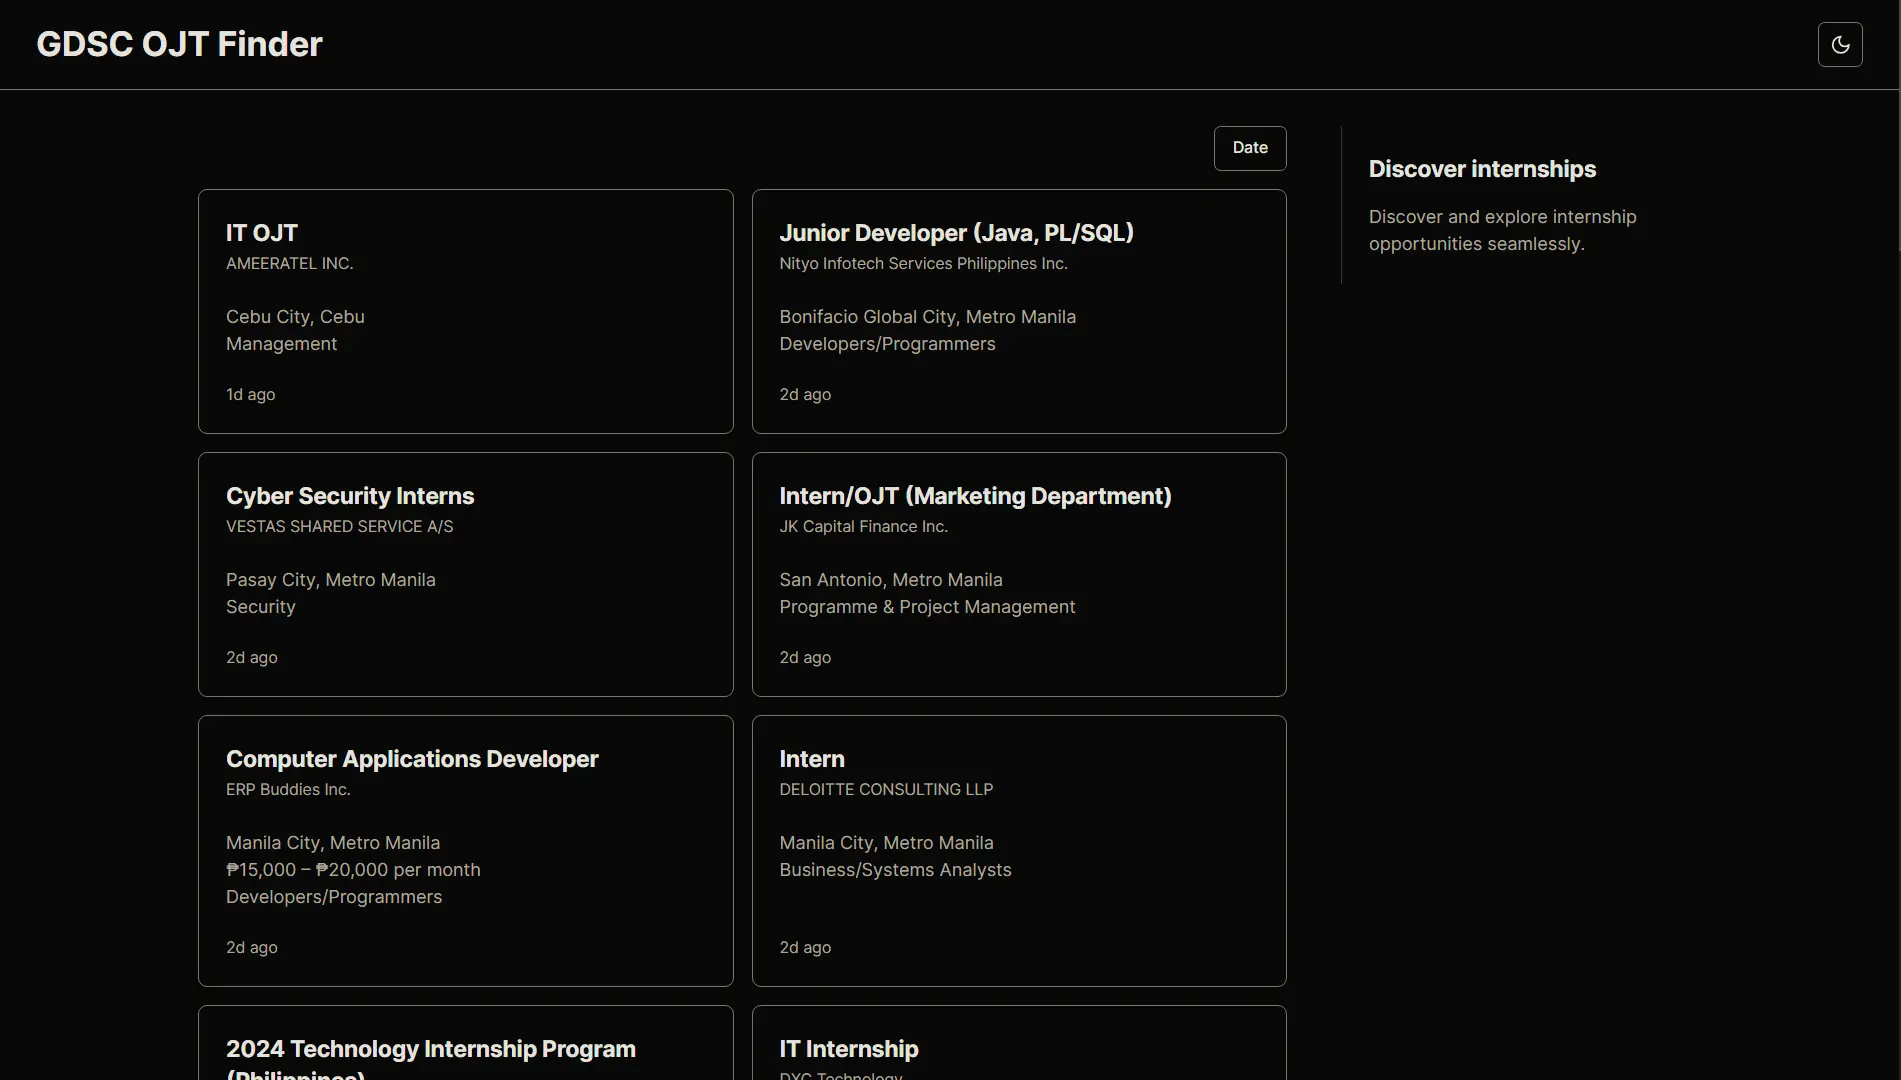 GDSC OJT Finder
Date
Discover internships
Discover and explore internship
opportunities seamlessly.
IT OJT
AMEERATEL INC.
Cebu City, Cebu
Management
1d ago
Junior Developer (Java, PL/SQL)
Nityo Infotech Services Philippines Inc.
Bonifacio Global City, Metro Manila
Developers/Programmers
2d ago
Cyber Security Interns
VESTAS SHARED SERVICE A/S
Pasay City, Metro Manila
Security
2d ago
Intern/OJT (Marketing Department)
JK Capital Finance Inc.
San Antonio, Metro Manila
Programme & Project Management
2d ago
Computer Applications Developer
ERP Buddies Inc.
Manila City, Metro Manila
₱15,000 – ₱20,000 per month
Developers/Programmers
2d ago
Intern
DELOITTE CONSULTING LLP
Manila City, Metro Manila
Business/Systems Analysts
2d ago
2024 Technology Internship Program
(Philippines)
IT Internship
DXC Technology